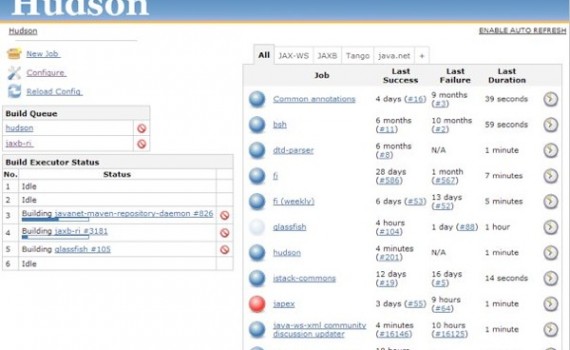 Hudson
Hudson
ENABLE AUTO REFRESH
New Job
Configure
Reload Config
Build Queue
hudson
jaxb-ri
Build Executor Status
No. Status
1 Idle
2 Idle
3 Building javanet-maven-repository-daemon #826
4 Building jaxb-ri #3181
5 Building glassfish #105
6 Idle
All JAX-WS JAXB Tango java.net +
Job Last Success Last Failure Last Duration
Common annotations 4 days (#16) 9 months (#3) 39 seconds
bsh 6 months (#11) 10 months (#2) 59 seconds
dtd-parser 6 months (#8) N/A 1 minute
fi 28 days (#586) 1 month (#567) 7 minutes
fi (weekly) 6 days (#53) 13 days (#52) 5 minutes
glassfish 4 hours (#104) 1 day (#88) 1 hour
hudson 4 minutes (#201) N/A 1 minute
istack-commons 12 days (#19) 16 days (#5) 14 seconds
japex 3 days (#55) 9 hours (#64) 1 minute
java-ws-xml community discussion updater 4 minutes (#16146) 10 hours (#16125) 1 minute